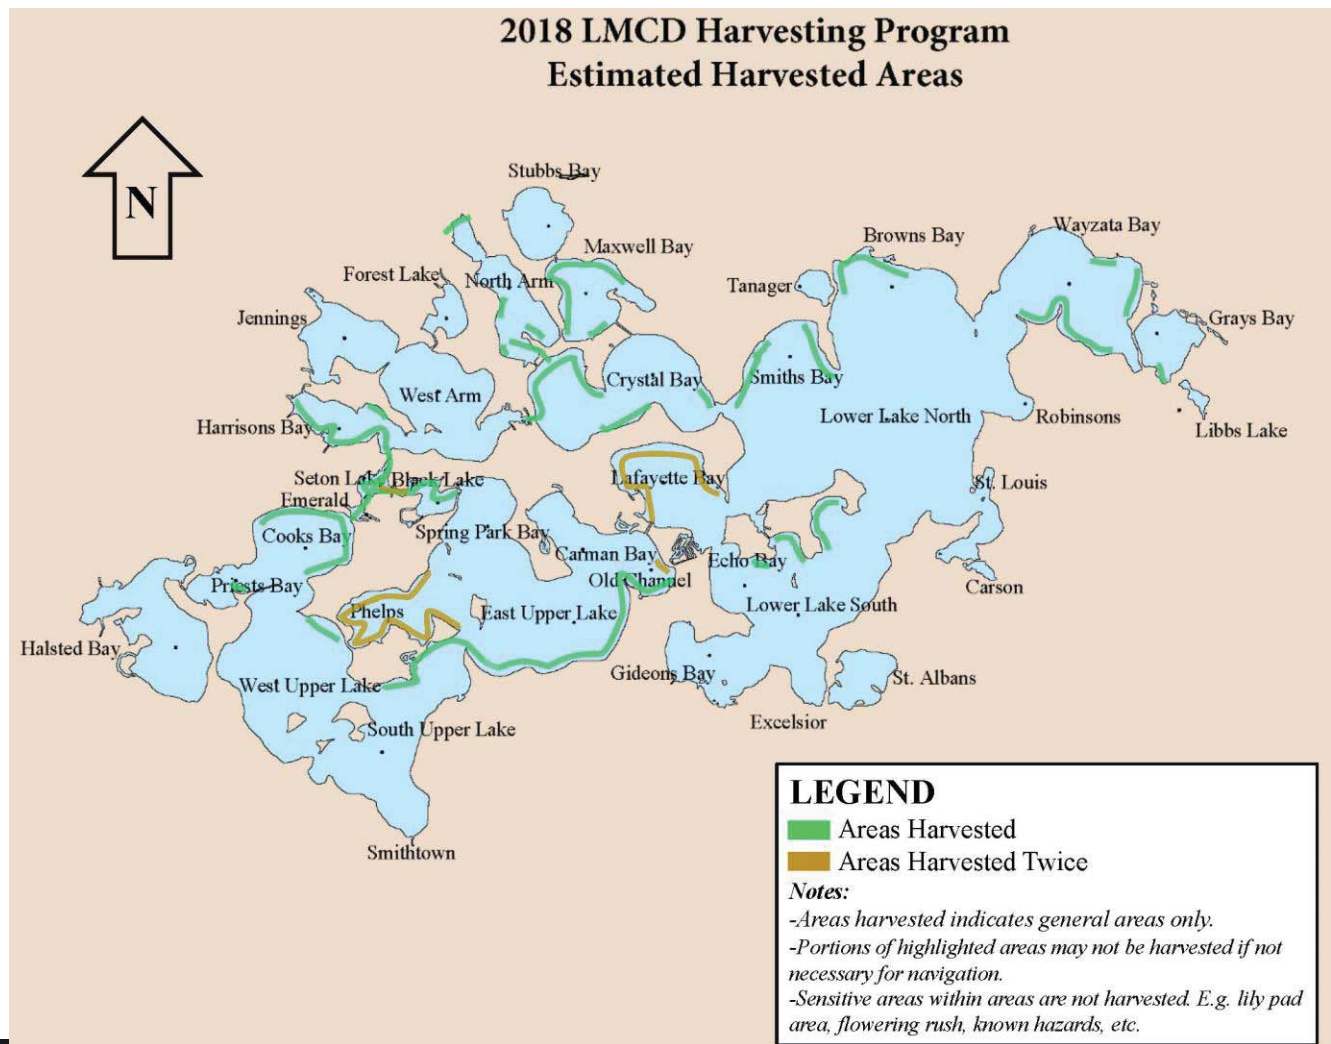 2018 LMCD Harvesting Program
Estimated Harvested Areas
N
Stubbs Bay
Maxwell Bay
Browns Bay
Wayzata Bay
Forest Lake
North Arm
Tanager
Jennings
Grays Bay
West Arm
Crystal Bay
Smiths Bay
Lower Lake North
Robinsons
Libbs Lake
Harrisons Bay
Seton Lake
Black Lake
Lafayette Bay
St. Louis
Emerald
Cooks Bay
Spring Park Bay
Carman Bay
Echo Bay
Old Channel
Carson
Priests Bay
Phelps
East Upper Lake
Lower Lake South
Halsted Bay
Gideons Bay
St. Albans
West Upper Lake
Excelsior
South Upper Lake
Smithtown
LEGEND
Areas Harvested
Areas Harvested Twice
Notes:
-Areas harvested indicates general areas only.
-Portions of highlighted areas may not be harvested if not
necessary for navigation.
-Sensitive areas within areas are not harvested. E.g. lily pad
area, flowering rush, known hazards, etc.